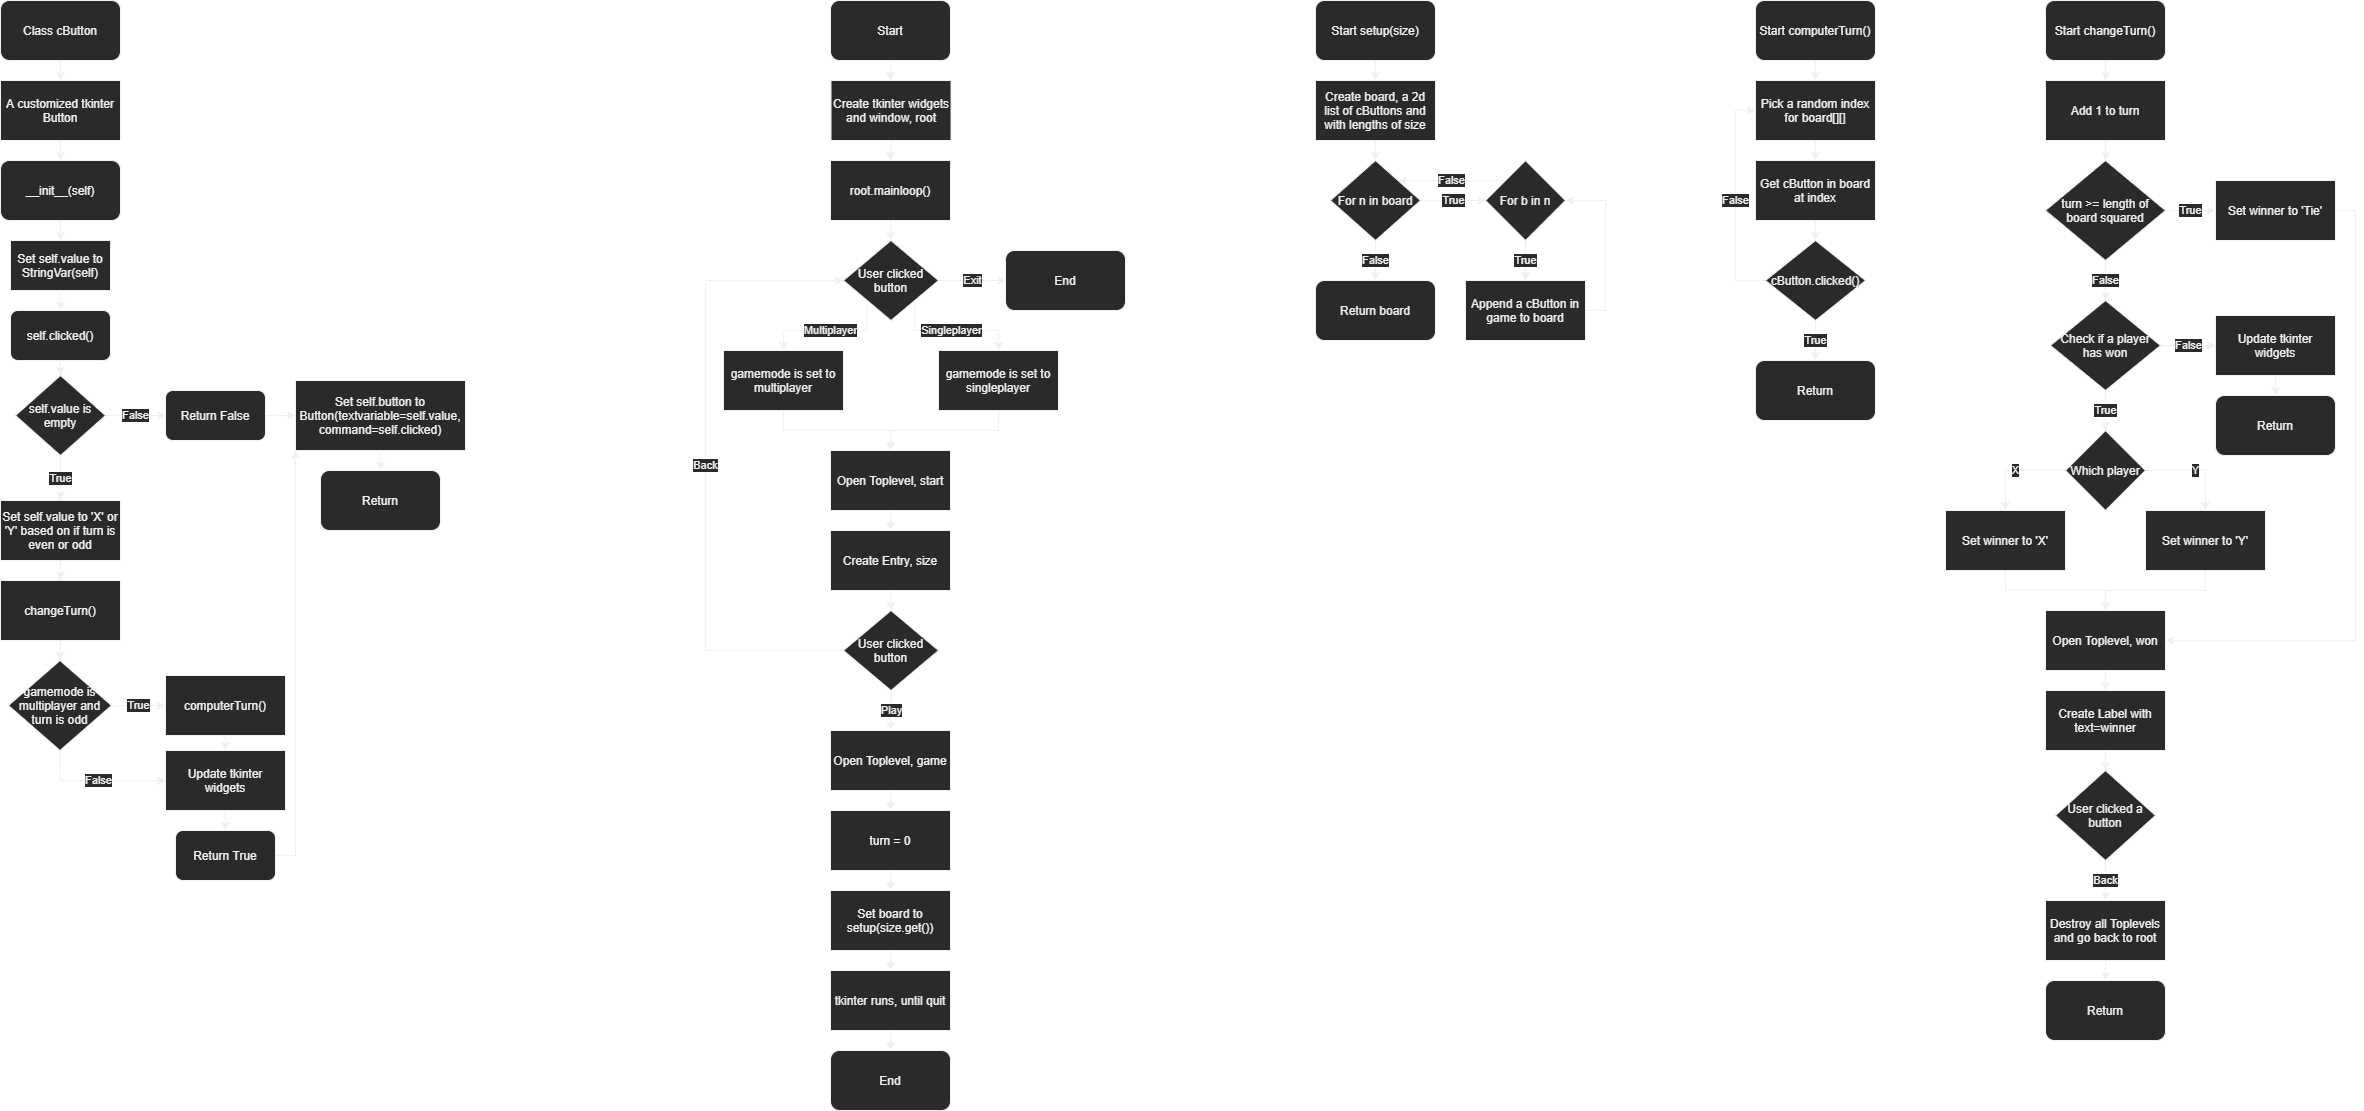 Class cButton
A customized tkinter
Button
__init__(self)
Set self.value to
StringVar(self)
self.clicked()
self.value is
empty
False
Return False
Set self.button to
Button(textvariable=self.value,
command=self.clicked)
Return
True
Set self.value to 'X' or
'Y' based on if turn is
even or odd
changeTurn()
gamemode is
multiplayer and
turn is odd
True
computerTurn()
False
Update tkinter
widgets
Return True
Start
Create tkinter widgets
and window, root
root.mainloop()
User clicked
button
Exit
End
Multiplayer
Singleplayer
gamemode is set to
multiplayer
gamemode is set to
singleplayer
Back
Open Toplevel, start
Create Entry, size
User clicked
button
Play
Open Toplevel, game
turn = 0
Set board to
setup(size.get())
tkinter runs, until quit
End
Start setup(size)
Create board, a 2d
list of cButtons and
with lengths of size
For n in board
False
True
For b in n
False
True
Return board
Append a cButton in
game to board
Start computerTurn()
Pick a random index
for board[][]
Get cButton in board
at index
False
cButton.clicked()
True
Return
Start changeTurn()
Add 1 to turn
turn >= length of
board squared
True
Set winner to 'Tie'
False
Check if a player
has won
False
Update tkinter
widgets
Return
True
Which player
X
Y
Set winner to 'X'
Set winner to 'Y'
Open Toplevel, won
Create Label with
text=winner
User clicked a
button
Back
Destroy all Toplevels
and go back to root
Return